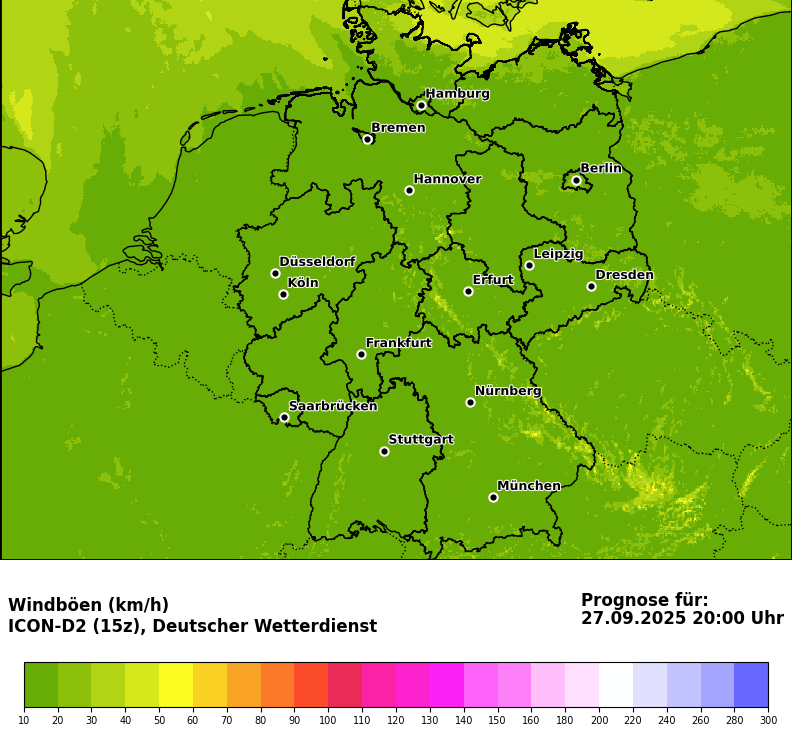 Hamburg
Bremen
Berlin
Hannover
Düsseldorf
Leipzig
Köln
Erfurt
Dresden
Frankfurt
Nürnberg
Saarbrücken
Stuttgart
München
Windböen (km/h)
ICON-D2 (15z), Deutscher Wetterdienst
Prognose für:
27.09.2025 20:00 Uhr
10 20 30 40 50 60 70 80 90 100 110 120 130 140 150 160 180 200 220 240 260 280 300